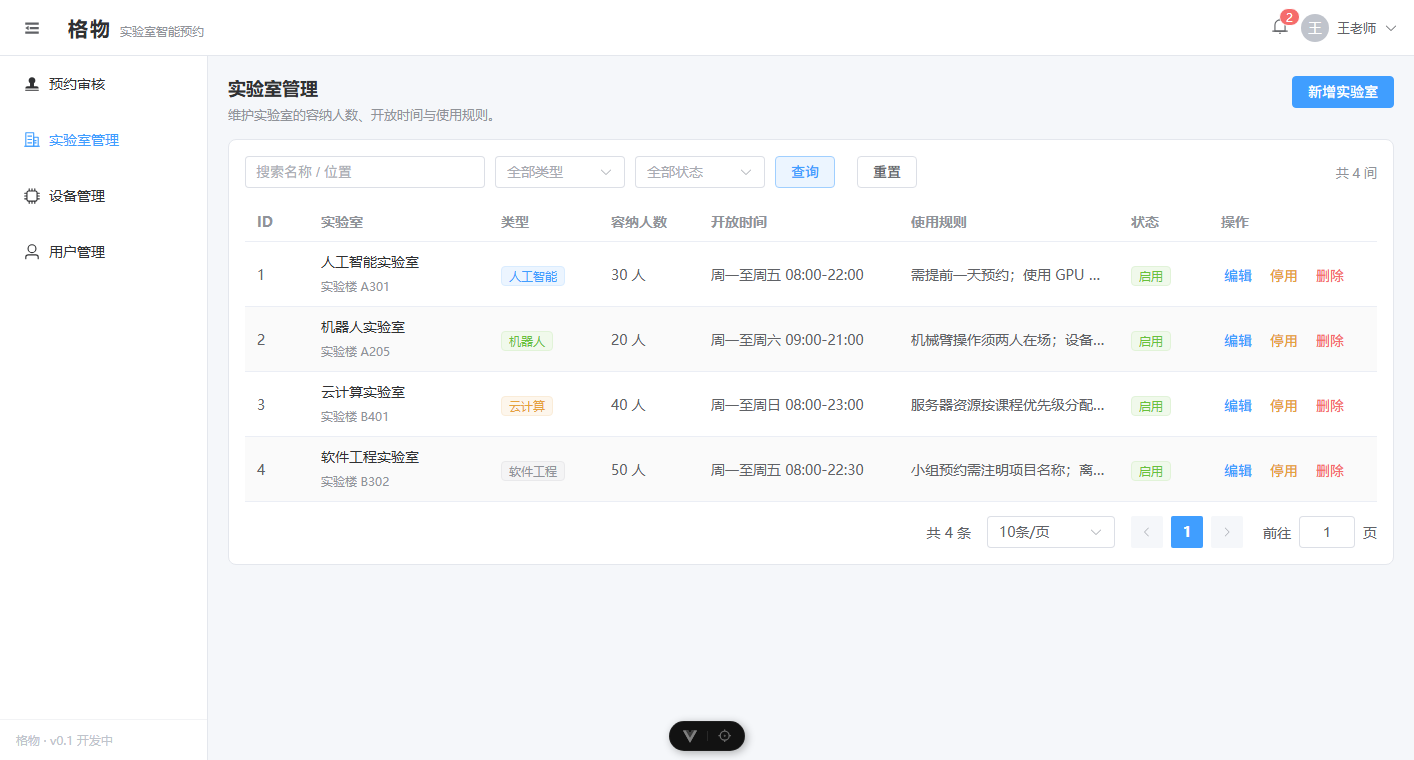 格物 实验室智能预约
2 王 王老师
预约审核
实验室管理
设备管理
用户管理
实验室管理
新增实验室
维护实验室的容纳人数、开放时间与使用规则。
搜索名称 / 位置 全部类型 全部状态 查询 重置 共 4 间
ID 实验室 类型 容纳人数 开放时间 使用规则 状态 操作
1 人工智能实验室 人工智能 30 人 周一至周五 08:00-22:00 需提前一天预约；使用 GPU ... 启用 编辑 停用 删除
实验楼 A301
2 机器人实验室 机器人 20 人 周一至周六 09:00-21:00 机械臂操作须两人在场；设备... 启用 编辑 停用 删除
实验楼 A205
3 云计算实验室 云计算 40 人 周一至周日 08:00-23:00 服务器资源按课程优先级分配... 启用 编辑 停用 删除
实验楼 B401
4 软件工程实验室 软件工程 50 人 周一至周五 08:00-22:30 小组预约需注明项目名称；离... 启用 编辑 停用 删除
实验楼 B302
共 4 条 10条/页 1 前往 1 页
格物 · v0.1 开发中